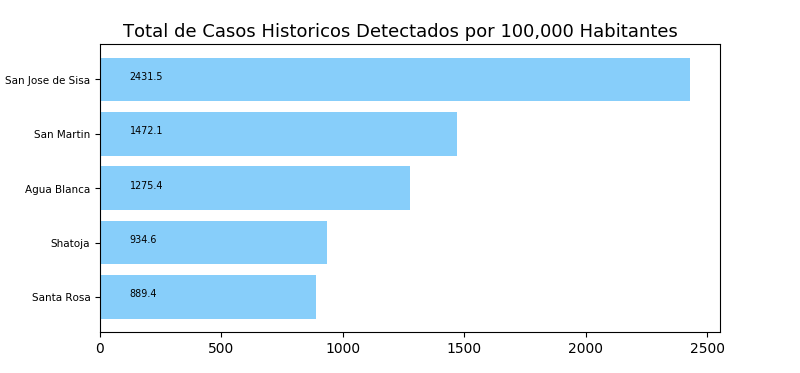 Total de Casos Historicos Detectados por 100,000 Habitantes
San Jose de Sisa 2431.5
San Martin 1472.1
Agua Blanca 1275.4
Shatoja 934.6
Santa Rosa 889.4
0 500 1000 1500 2000 2500